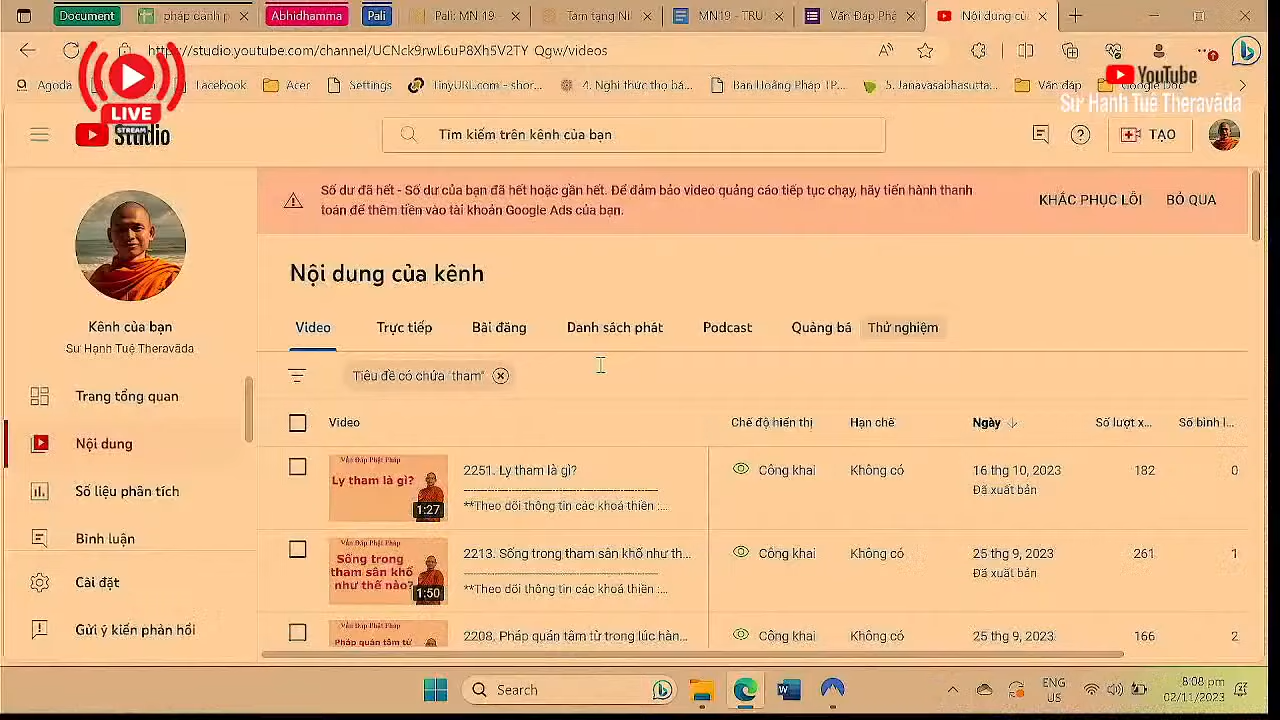 Document
pháp đành p
Abhidhamma
Pali
Pali: MN 19
Tam tạng Ni
MN19 - TRU
Vấn Đáp Phậ
Nội dung củ
https://studio.youtube.com/channel/UCNck9rwL6uP8Xh5V2TY_Qgw/videos
Agoda
Facebook
Acer
Settings
TinyURL.com - shor...
4. Nghi thức thọ bá...
Ban Hoằng Pháp TP...
5. Janavasabhasutta...
Vấn đáp
Google Doc
LIVE
STREAM
YouTube
Sư Hạnh Tuệ Theravāda
Studio
Tìm kiếm trên kênh của bạn
TẠO
Số dư đã hết - Số dư của bạn đã hết hoặc gần hết. Để đảm bảo video quảng cáo tiếp tục chạy, hãy tiến hành thanh
toán để thêm tiền vào tài khoản Google Ads của bạn.
KHẮC PHỤC LỖI
BỎ QUA
Nội dung của kênh
Video
Trực tiếp
Bài đăng
Danh sách phát
Podcast
Quảng bá
Thử nghiệm
Kênh của bạn
Sư Hạnh Tuệ Theravāda
Trang tổng quan
Nội dung
Số liệu phân tích
Bình luận
Cài đặt
Gửi ý kiến phản hồi
Tiêu đề có chứa "tham"
Video
Chế độ hiển thị
Hạn chế
Ngày
Số lượt x...
Số bình l...
Vấn Đáp Phật Pháp
Ly tham là gì?
1:27
2251. Ly tham là gì?
**Theo dõi thông tin các khoá thiền :...
Công khai
Không có
16 thg 10, 2023
Đã xuất bản
182
0
Vấn Đáp Phật Pháp
Sống trong
tham sân khổ
như thế nào?
1:50
2213. Sống trong tham sân khổ như th...
**Theo dõi thông tin các khoá thiền :...
Công khai
Không có
25 thg 9, 2023
Đã xuất bản
261
1
Vấn Đáp Phật Pháp
Pháp quán tâm từ
2208. Pháp quán tâm từ trong lúc hàn...
Công khai
Không có
25 thg 9, 2023
166
2
Search
ENG
US
8:08 pm
02/11/2023